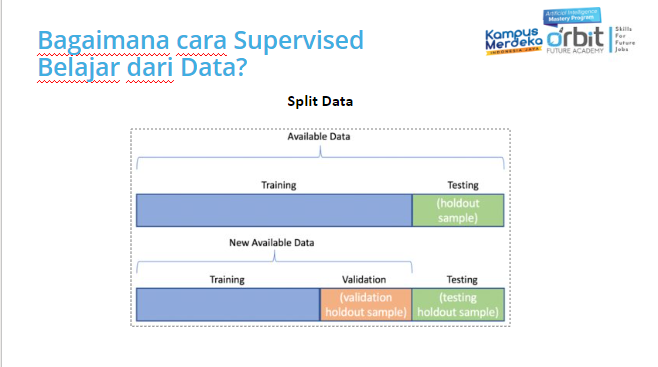 Bagaimana cara Supervised
Belajar dari Data?
Artificial Intelligence
Mastery Program
Kampus
Merdeka
INDONESIA JAYA
orbit
FUTURE ACADEMY
Skills
For
Future
Jobs
Split Data
Available Data
Training
Testing
(holdout
sample)
New Available Data
Training
Validation
Testing
(validation
holdout sample)
(testing
holdout sample)